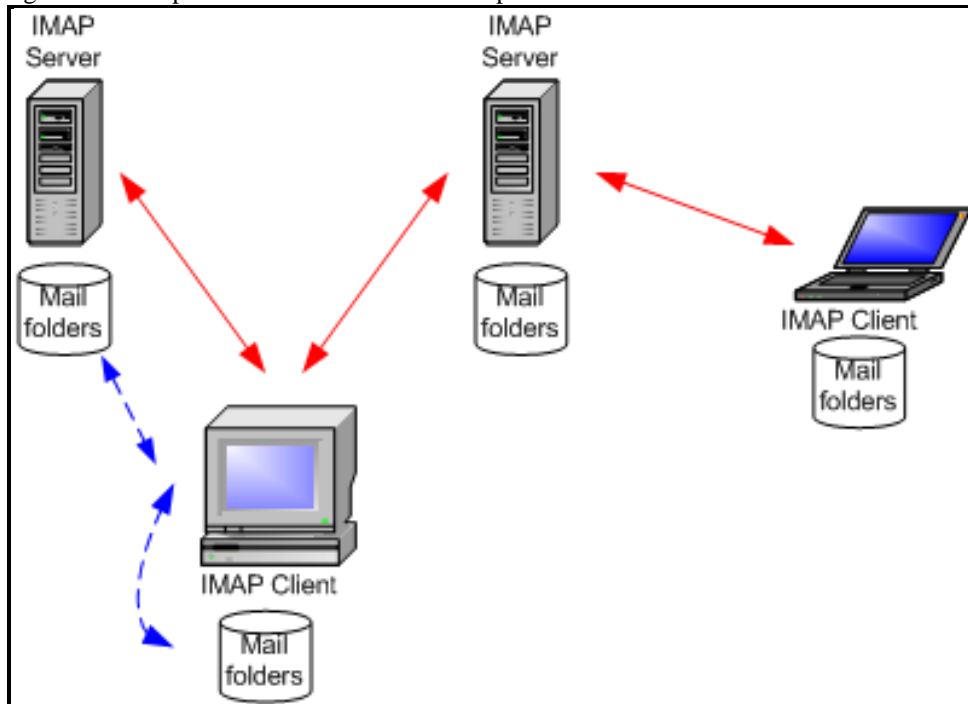 IMAP
Server
IMAP
Server
Mail
folders
Mail
folders
IMAP Client
Mail
folders
IMAP Client
Mail
folders